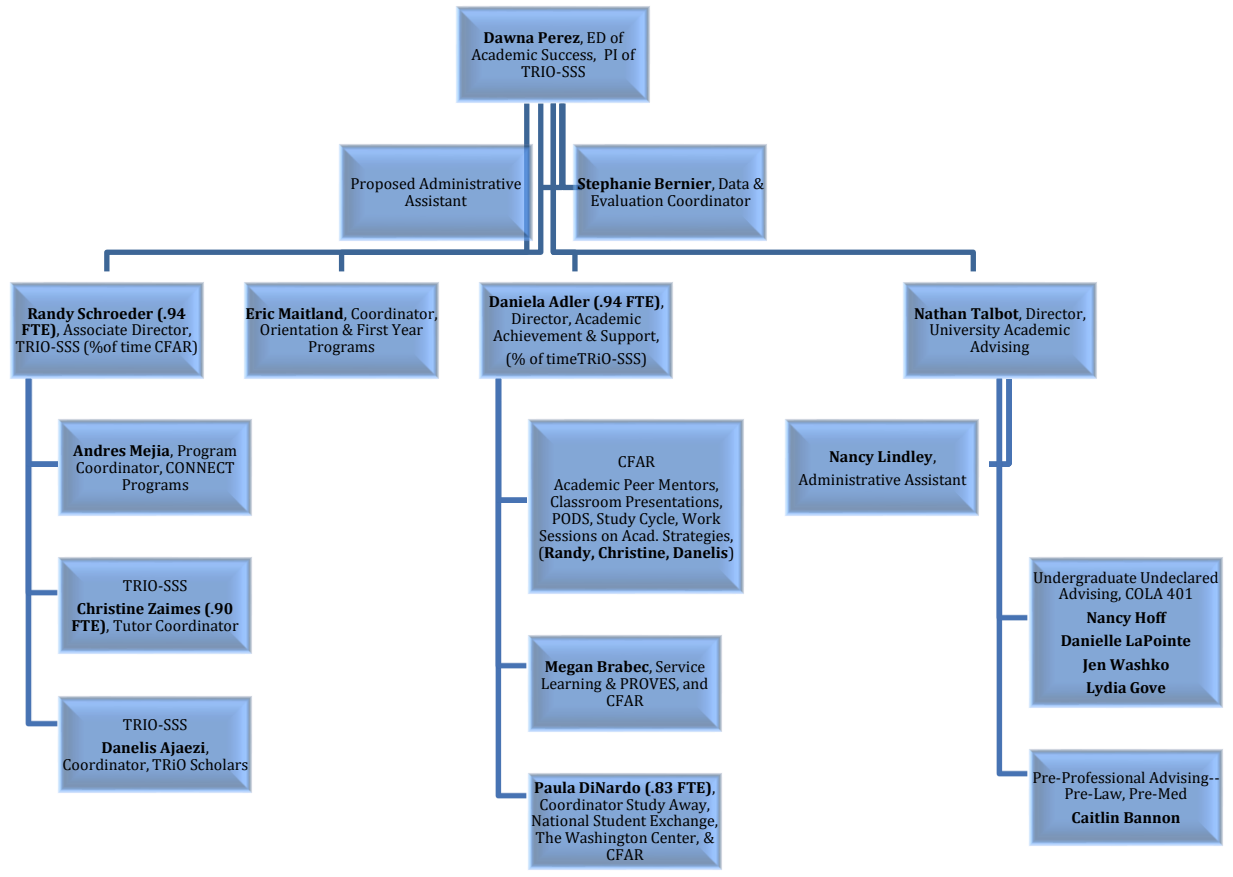 Dawna Perez, ED of
Academic Success,  PI of
TRIO-SSS
Proposed Administrative
Assistant
Stephanie Bernier, Data &
Evaluation Coordinator
Randy Schroeder (.94
FTE), Associate Director,
TRIO-SSS (%of time CFAR)
Eric Maitland, Coordinator,
Orientation & First Year
Programs
Daniela Adler (.94 FTE),
Director, Academic
Achievement & Support,
(% of timeTRiO-SSS)
Nathan Talbot, Director,
University Academic
Advising
Andres Mejia, Program
Coordinator, CONNECT
Programs
TRIO-SSS
Christine Zaimes (.90
FTE), Tutor Coordinator
TRIO-SSS
Danelis Ajaezi,
Coordinator, TRiO Scholars
CFAR
Academic Peer Mentors,
Classroom Presentations,
PODS, Study Cycle, Work
Sessions on Acad. Strategies,
(Randy, Christine, Danelis)
Megan Brabec, Service
Learning & PROVES, and
CFAR
Paula DiNardo (.83 FTE),
Coordinator Study Away,
National Student Exchange,
The Washington Center, &
CFAR
Nancy Lindley,
Administrative Assistant
Undergraduate Undeclared
Advising, COLA 401
Nancy Hoff
Danielle LaPointe
Jen Washko
Lydia Gove
Pre-Professional Advising--
Pre-Law, Pre-Med
Caitlin Bannon